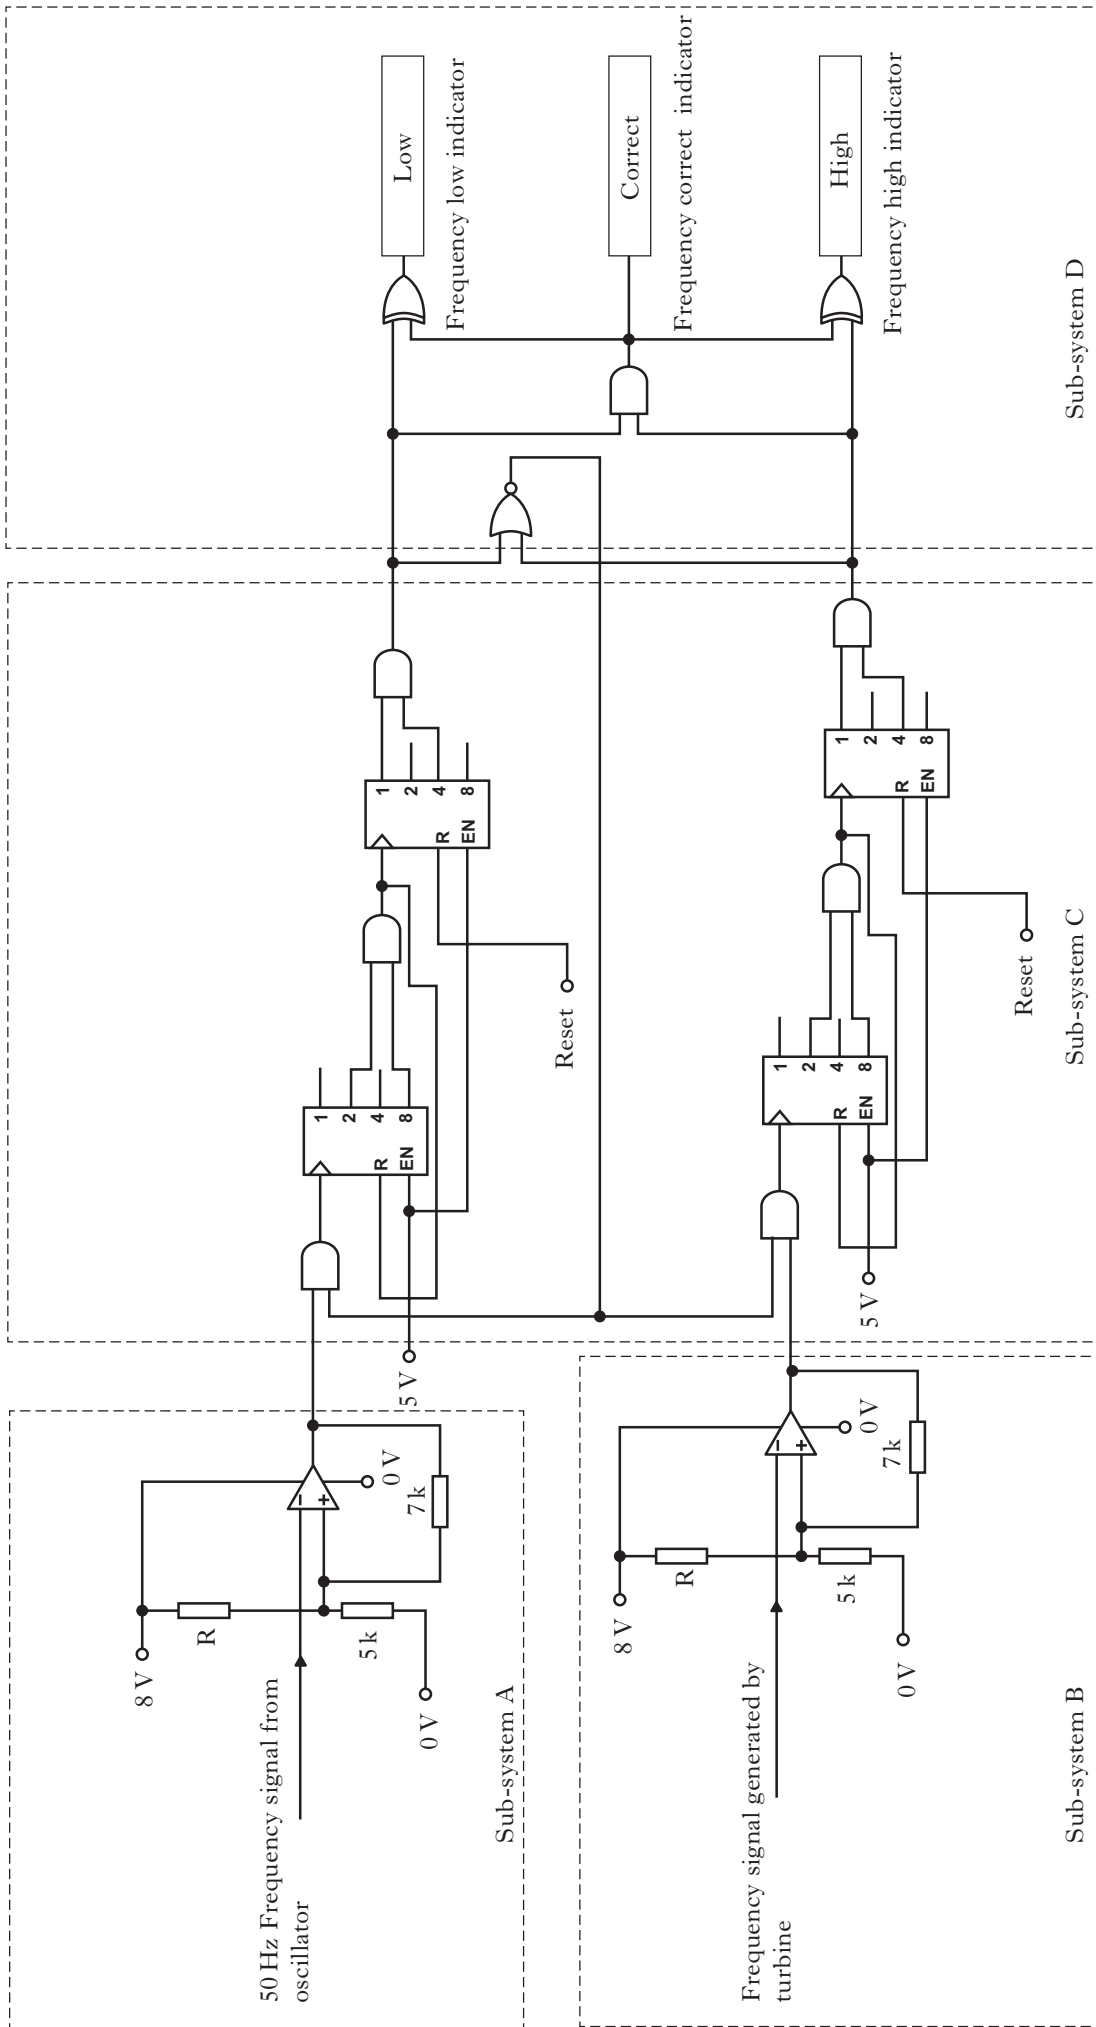 50 Hz Frequency signal from
oscillator
8 V
R
5 k
0 V
–
+
0 V
7 k
Sub-system A
Frequency signal generated by
turbine
8 V
R
5 k
0 V
–
+
0 V
7 k
Sub-system B
5 V
R
EN
1
2
4
8
Reset
R
EN
1
2
4
8
5 V
R
EN
1
2
4
8
Reset
R
EN
1
2
4
8
Sub-system C
Low
Frequency low indicator
Correct
Frequency correct indicator
High
Frequency high indicator
Sub-system D